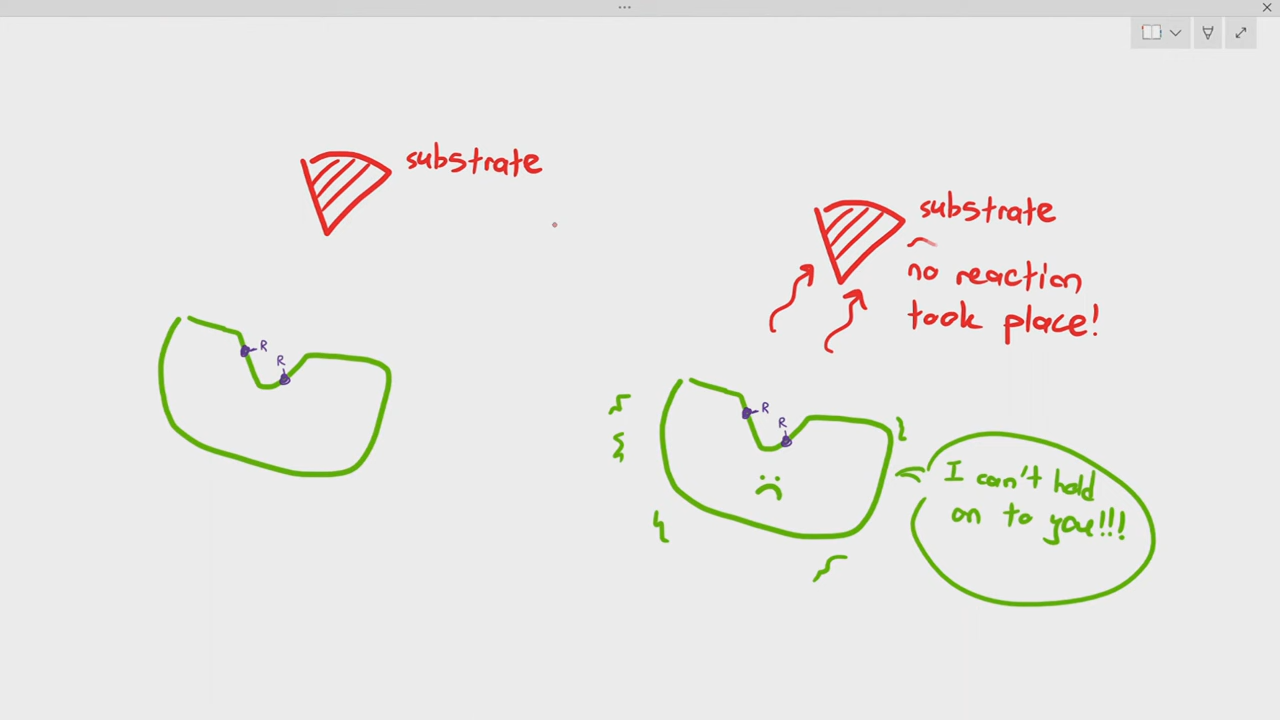 substrate
R
R
substrate
no reaction
took place!
R
R
I can't hold
on to you!!!